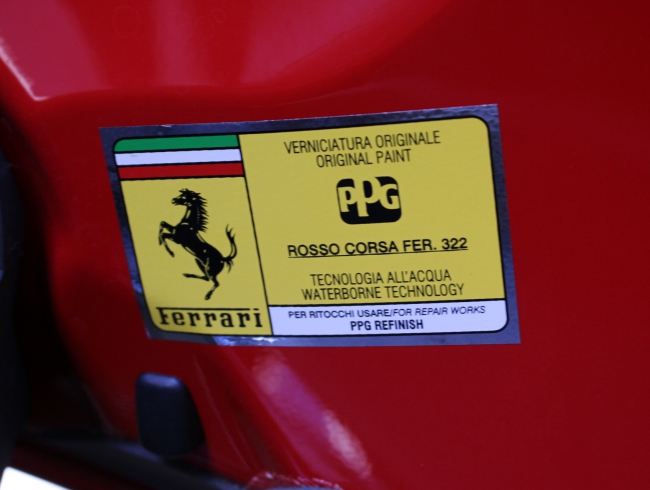 VERNICIATURA ORIGINALE
ORIGINAL PAINT
PPG
ROSSO CORSA FER. 322
TECNOLOGIA ALL'ACQUA
WATERBORNE TECHNOLOGY
Ferrari
PER RITOCCHI USARE/FOR REPAIR WORKS
PPG REFINISH